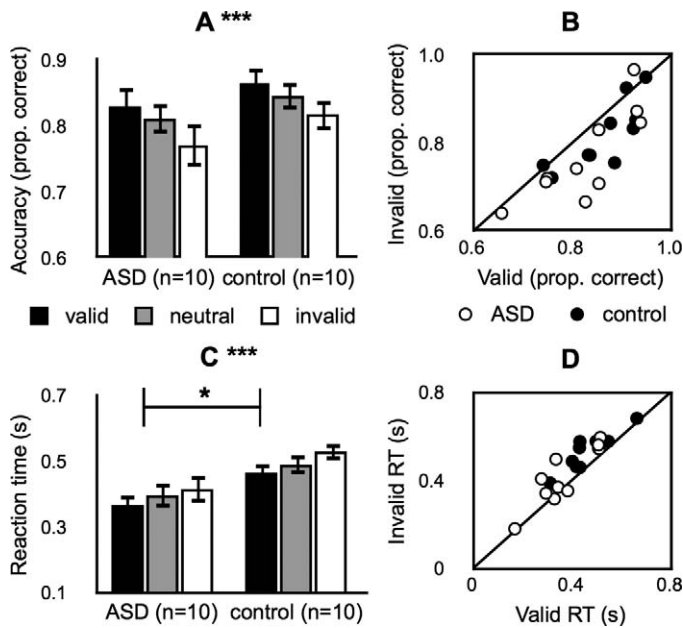 A ***
0.9
0.8
0.7
0.6
Accuracy (prop. correct)
ASD (n=10) control (n=10)
B
1.0
0.8
0.6
Invalid (prop. correct)
0.6 0.8 1.0
Valid (prop. correct)
valid neutral invalid
ASD control
C ***
0.7
0.5
0.3
0.1
Reaction time (s)
*
ASD (n=10) control (n=10)
D
0.8
0.4
0
Invalid RT (s)
0 0.4 0.8
Valid RT (s)